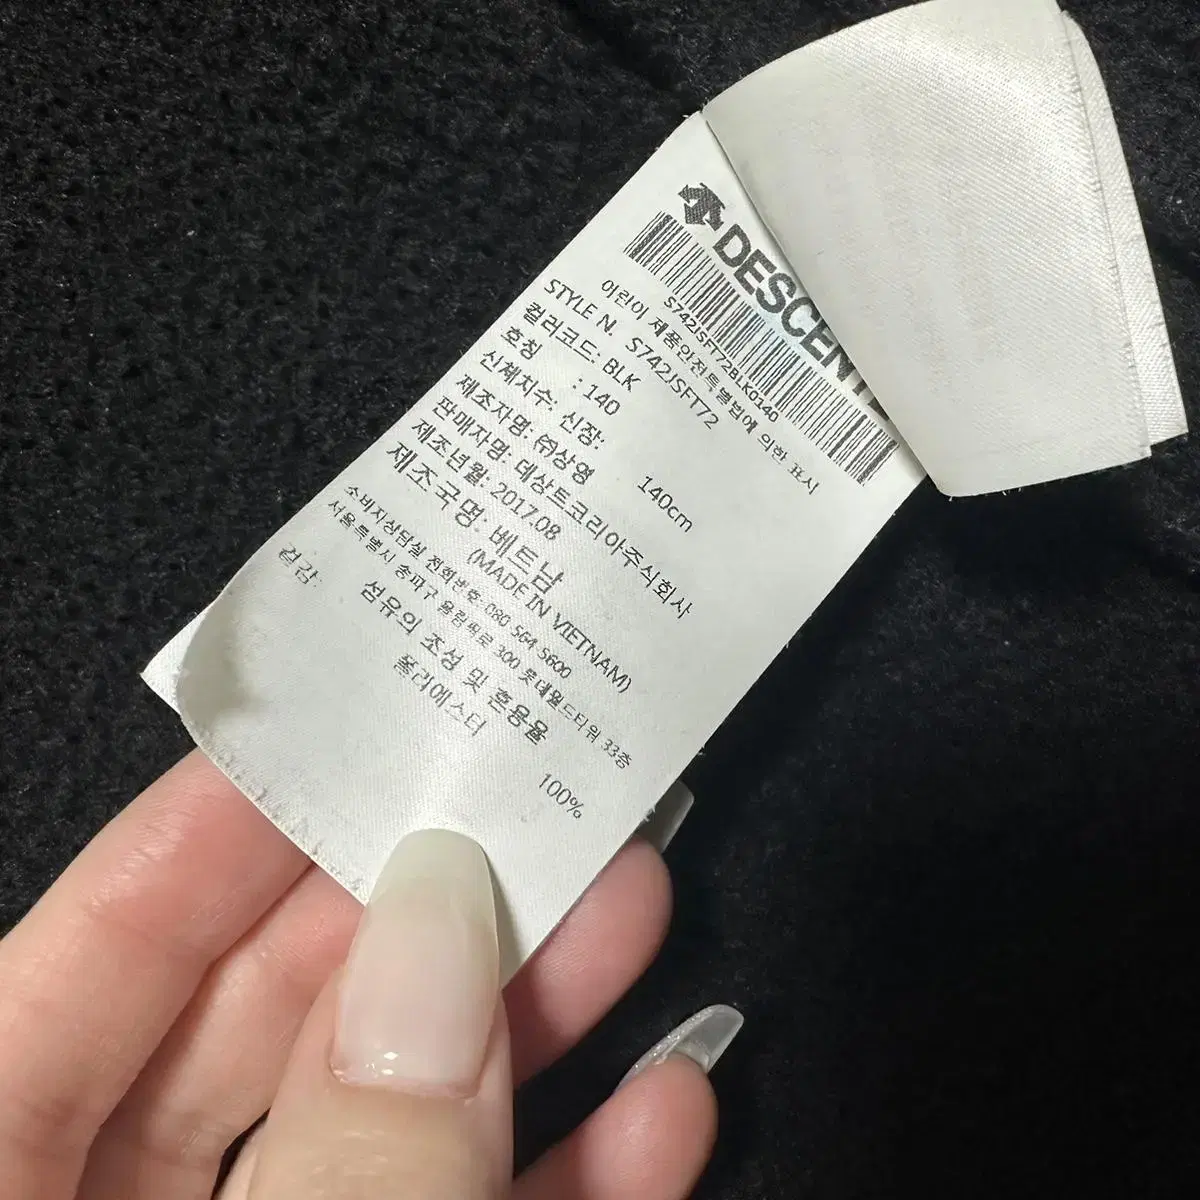 DESCENTE
S742JSFT72BLK0140
어린이 제품안전특별법에 의한 표시
STYLE N. S742JSFT72
컬러코드: BLK
호칭 : 140
신체치수: 신장: 140cm
제조자명: ㈜상영
판매자명: 데상트코리아주식회사
제조년월: 2017.08
제조국명: 베트남
(MADE IN VIETNAM)
소비자상담실 전화번호: 080 564 5600
서울특별시 송파구 올림픽로 300 롯데월드타워 33층
섬유의 조성 및 혼용율
겉감: 폴리에스터 100%